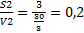 S2/V2 = 3/(30/s) = 0,2